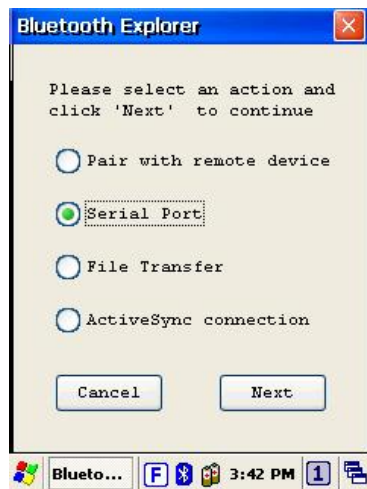 Bluetooth Explorer
Please select an action and
click 'Next' to continue
Pair with remote device
Serial Port
File Transfer
ActiveSync connection
Cancel Next
Blueto... F 3:42 PM 1